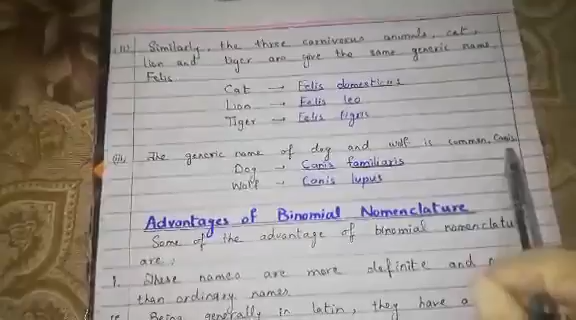 (ii) Similarly, the three carnivorous animals, cat,
lion and tiger are give the same generic name
Felis.
Cat → Felis domesticus
Lion → Felis leo
Tiger → Felis tigris
(iii) The generic name of dog and wolf is common, Canis.
Dog → Canis familiaris
Wolf → Canis lupus
Advantages of Binomial Nomenclature
Some of the advantage of binomial nomenclatu
are:
1. These names are more definite and
than ordinary names.
Being generally in latin, they have a